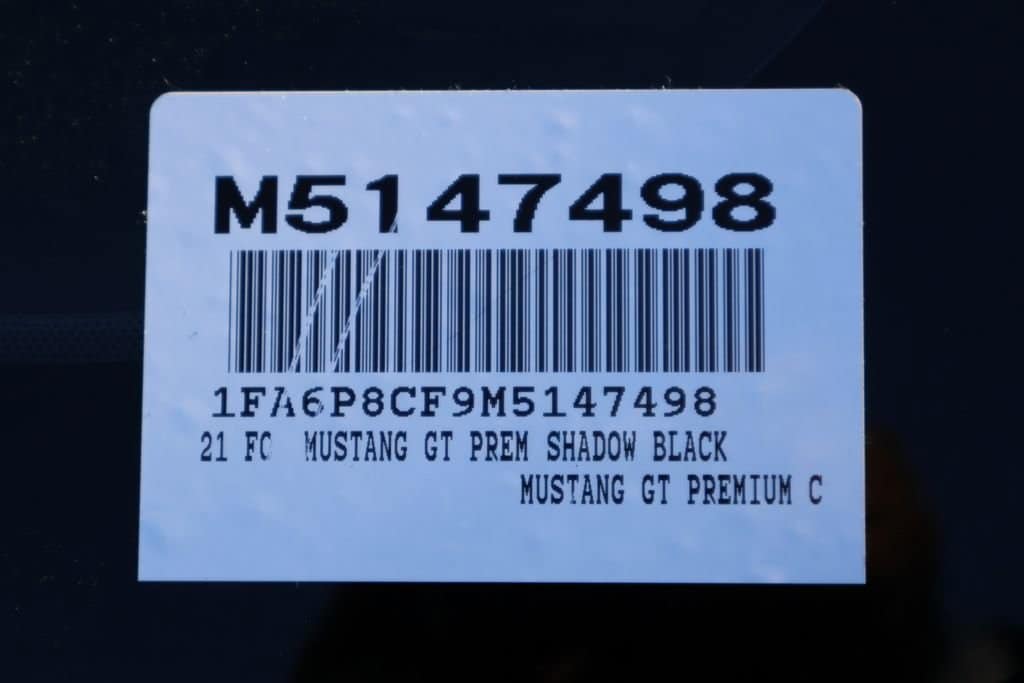 M5147498
1FA6P8CF9M5147498
21 FO MUSTANG GT PREM SHADOW BLACK
MUSTANG GT PREMIUM C